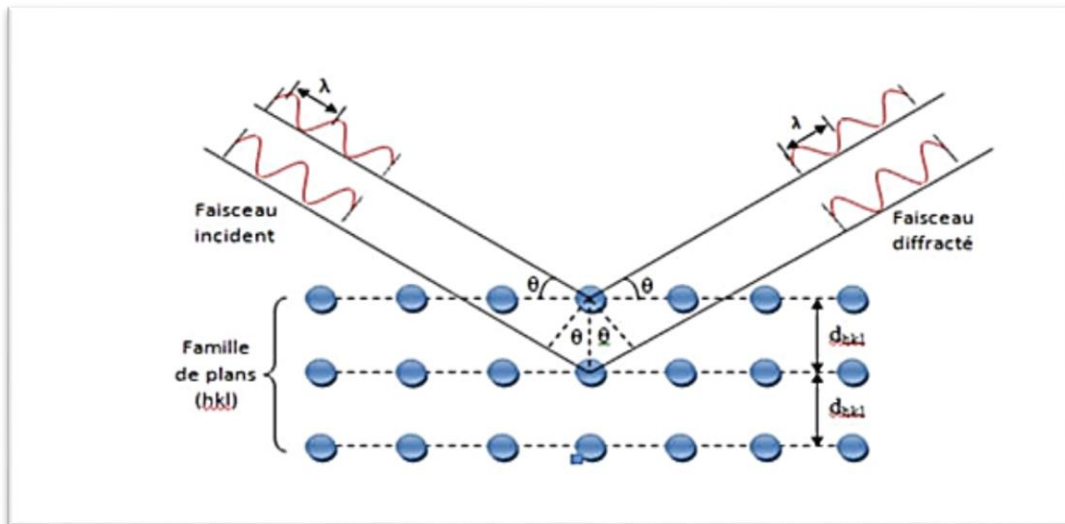 λ
λ
Faisceau
incident
Faisceau
diffracté
θ
θ
θ
θ
Famille
de plans
(hkl)
dhkl
dhkl